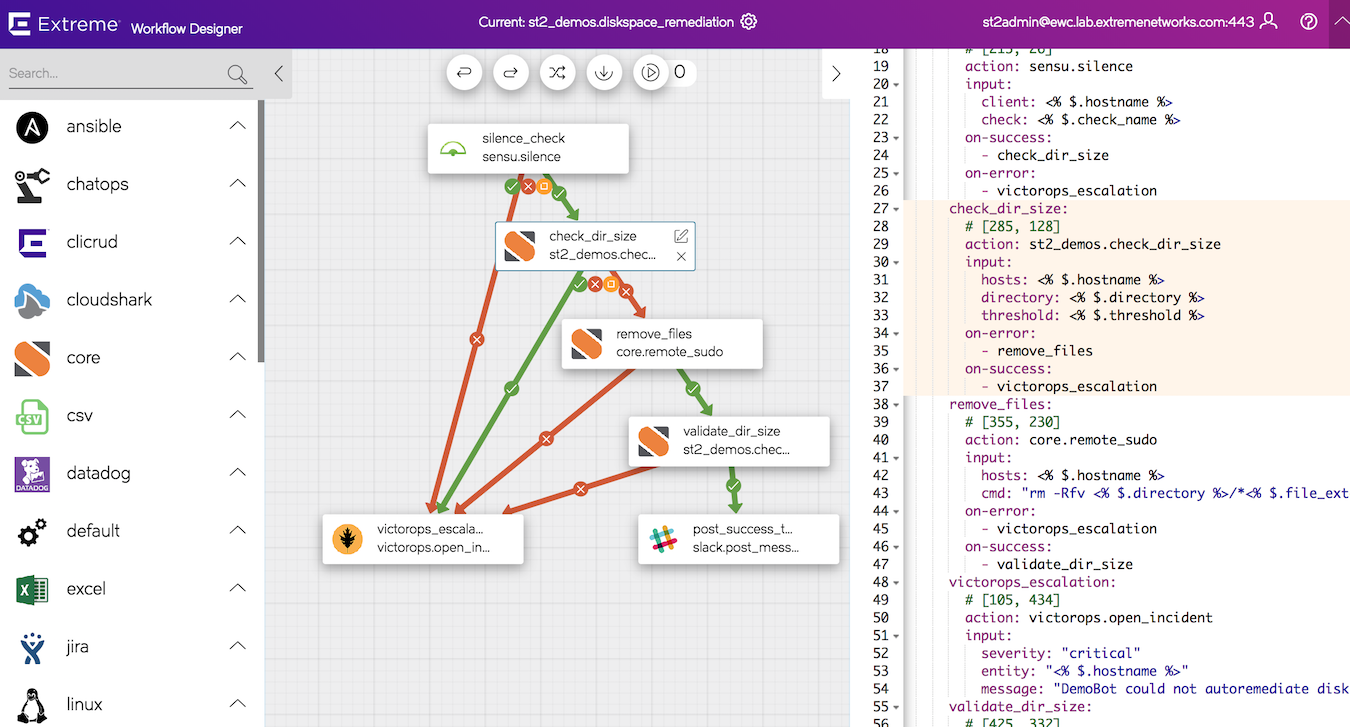 Extreme Workflow Designer
Current: st2_demos.diskspace_remediation
st2admin@ewc.lab.extremenetworks.com:443
Search...
ansible
chatops
clicrud
cloudshark
core
csv
CSV
datadog
DATADOG
default
excel
jira
linux
0
silence_check
sensu.silence
check_dir_size
st2_demos.chec...
remove_files
core.remote_sudo
validate_dir_size
st2_demos.chec...
victorops_escala...
victorops.open_in...
post_success_t...
slack.post_mess...
18 # [215, 26]
19 action: sensu.silence
20 input:
21 client: <% $.hostname %>
22 check: <% $.check_name %>
23 on-success:
24 - check_dir_size
25 on-error:
26 - victorops_escalation
27 check_dir_size:
28 # [285, 128]
29 action: st2_demos.check_dir_size
30 input:
31 hosts: <% $.hostname %>
32 directory: <% $.directory %>
33 threshold: <% $.threshold %>
34 on-error:
35 - remove_files
36 on-success:
37 - victorops_escalation
38 remove_files:
39 # [355, 230]
40 action: core.remote_sudo
41 input:
42 hosts: <% $.hostname %>
43 cmd: "rm -Rfv <% $.directory %>/*<% $.file_ext
44 on-error:
45 - victorops_escalation
46 on-success:
47 - validate_dir_size
48 victorops_escalation:
49 # [105, 434]
50 action: victorops.open_incident
51 input:
52 severity: "critical"
53 entity: "<% $.hostname %>"
54 message: "DemoBot could not autoremediate disk
55 validate_dir_size:
56 # [425, 332]